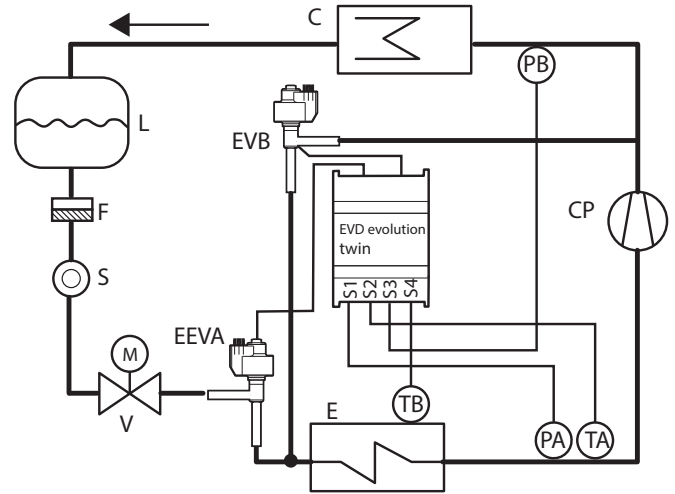 C
PB
L
EVB
CP
F
EVD evolution
twin
S
S1 S2 S3 S4
EEVA
M
V
TB
E
PA
TA